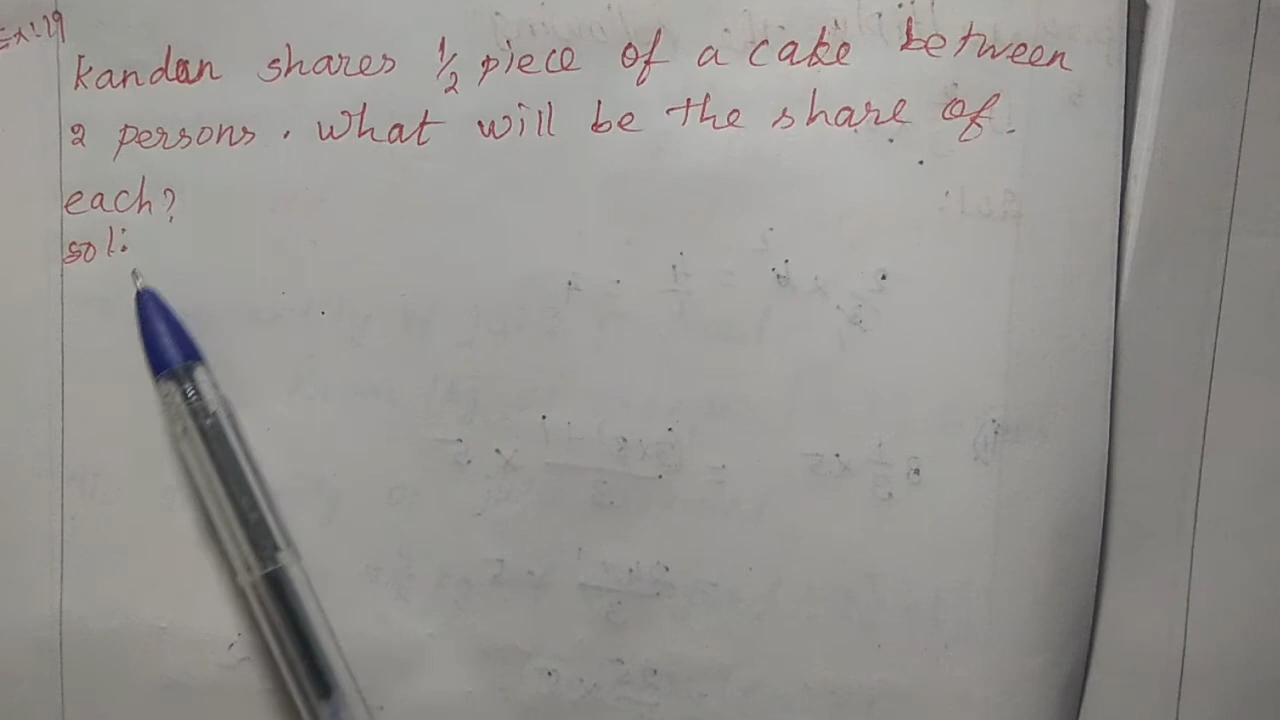 Ex: 1.19
Kandan shares 1/2 piece of a cake between
2 persons. What will be the share of
each?
sol: